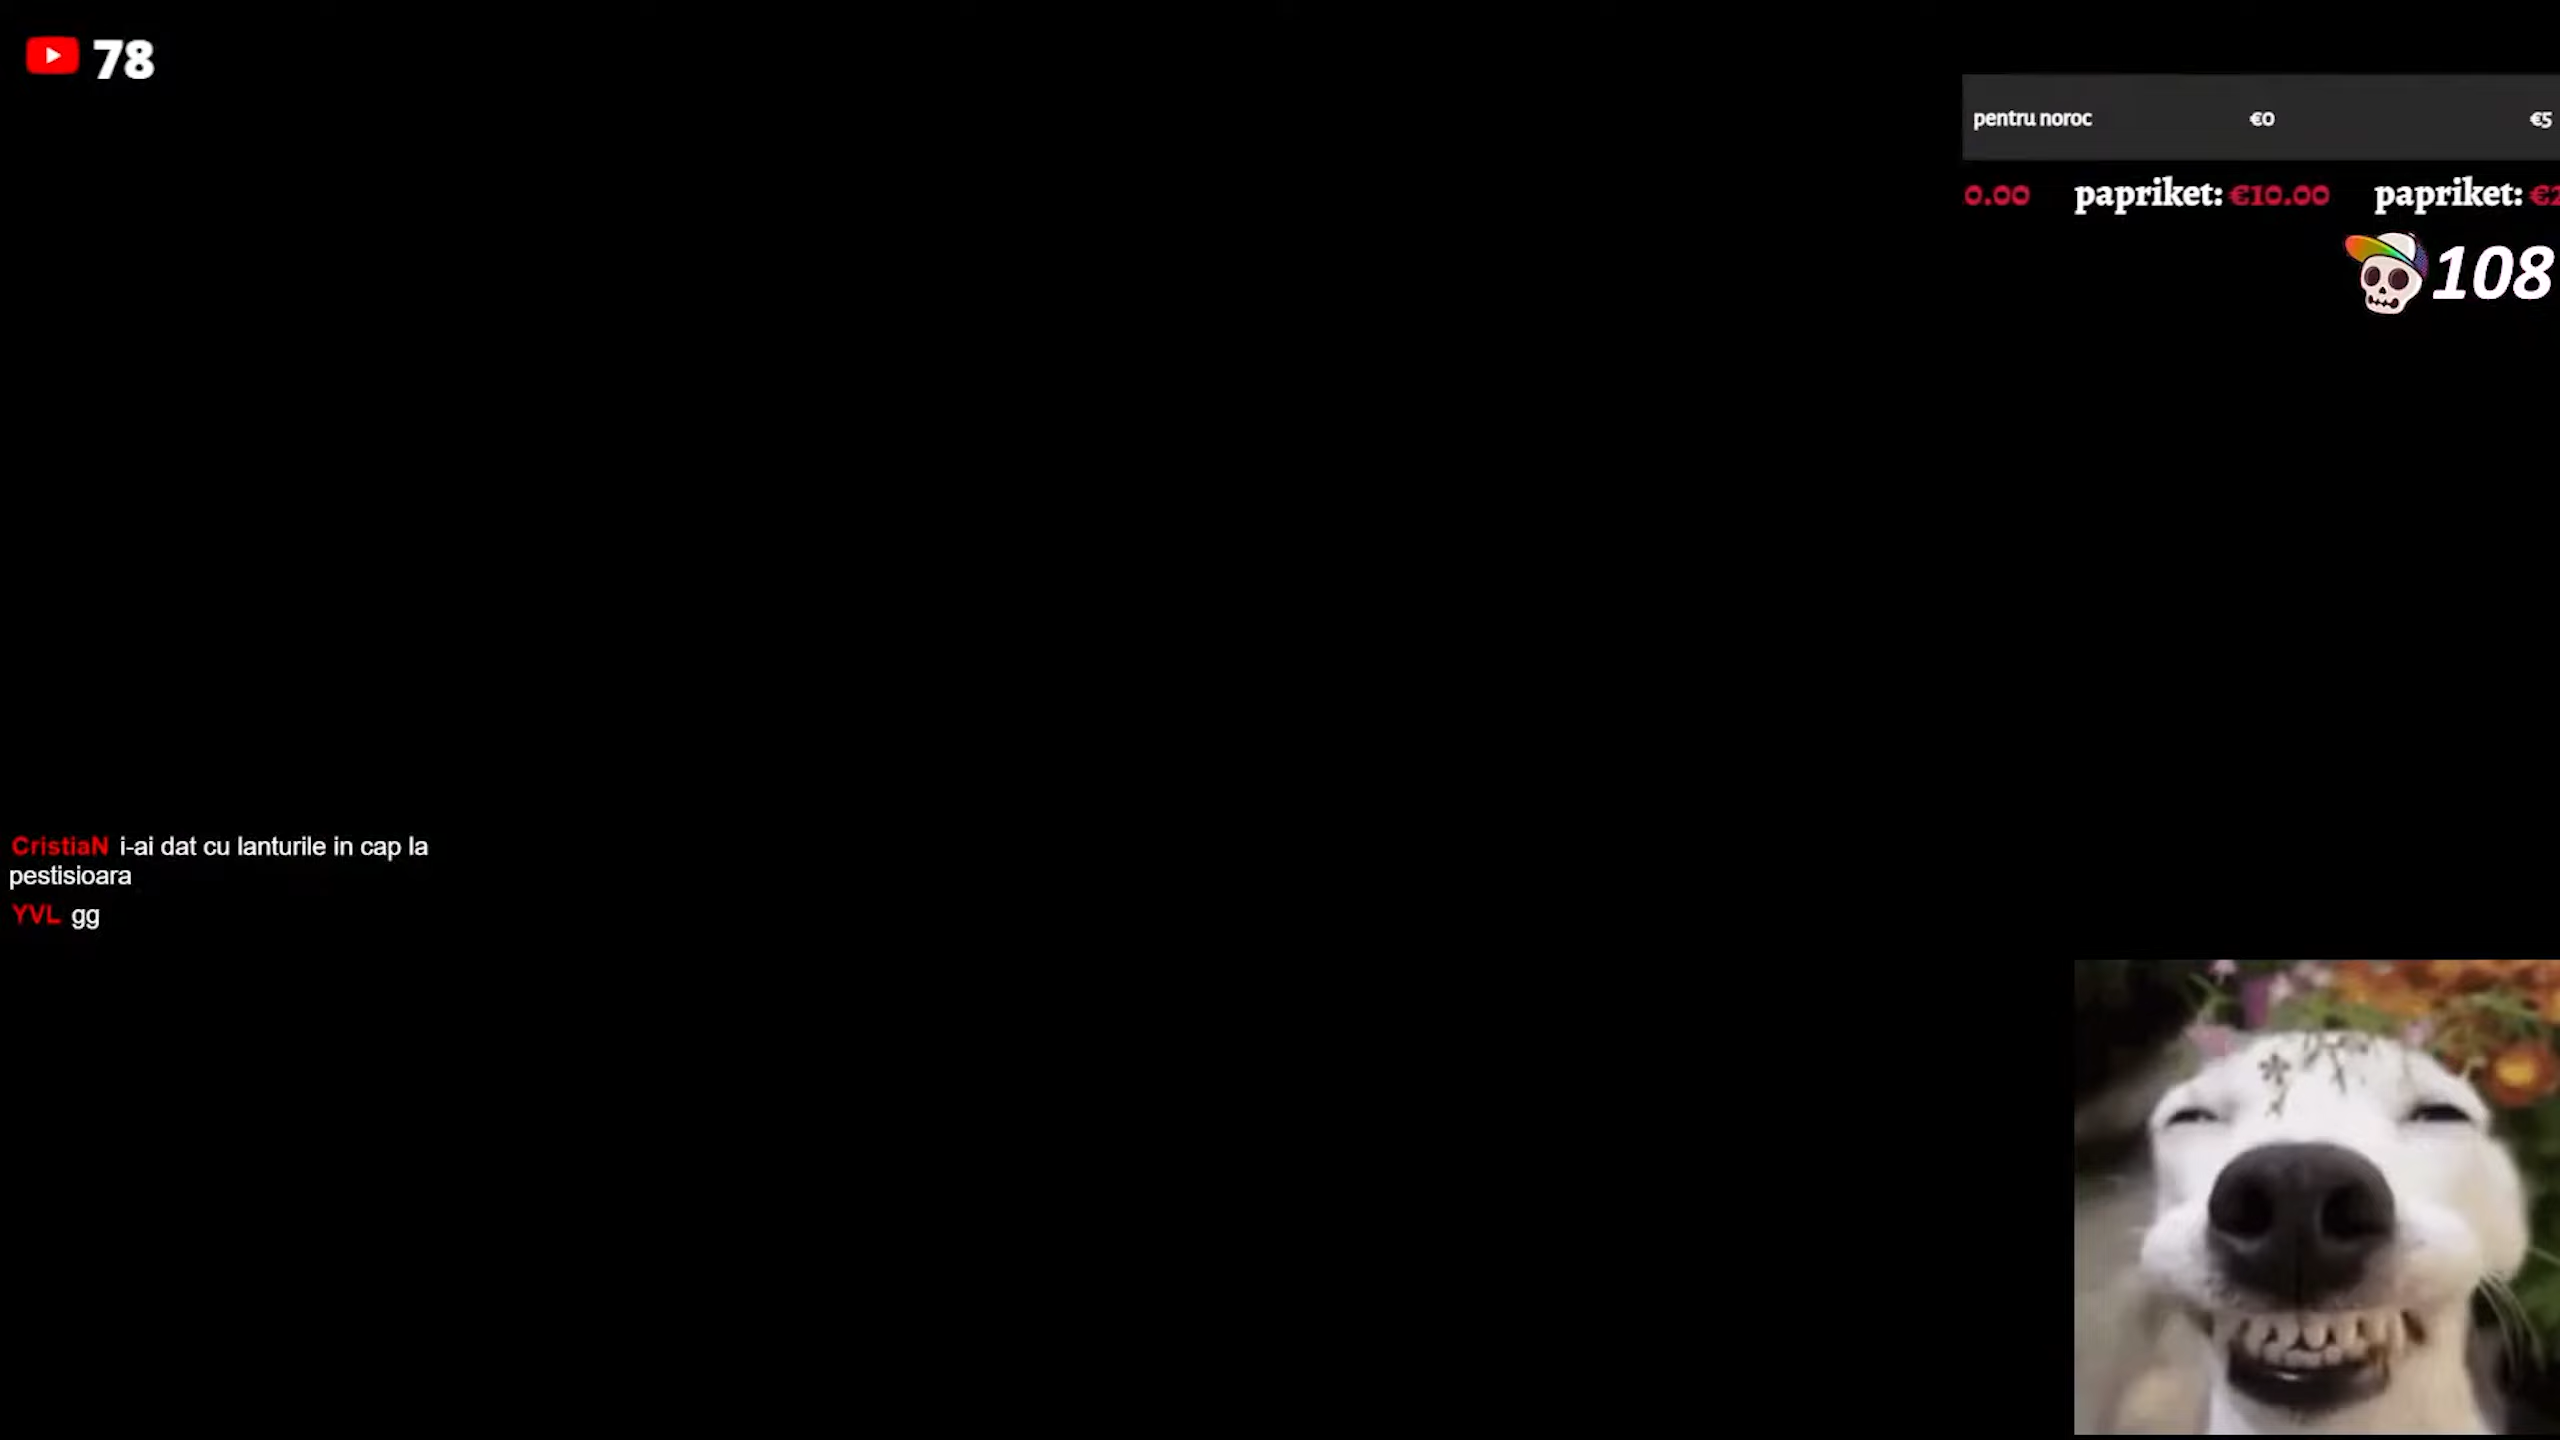 78
pentru noroc €0 €5
0.00 papriket: €10.00 papriket: €2
108
CristiaN i-ai dat cu lanturile in cap la
pestisioara
YVL gg